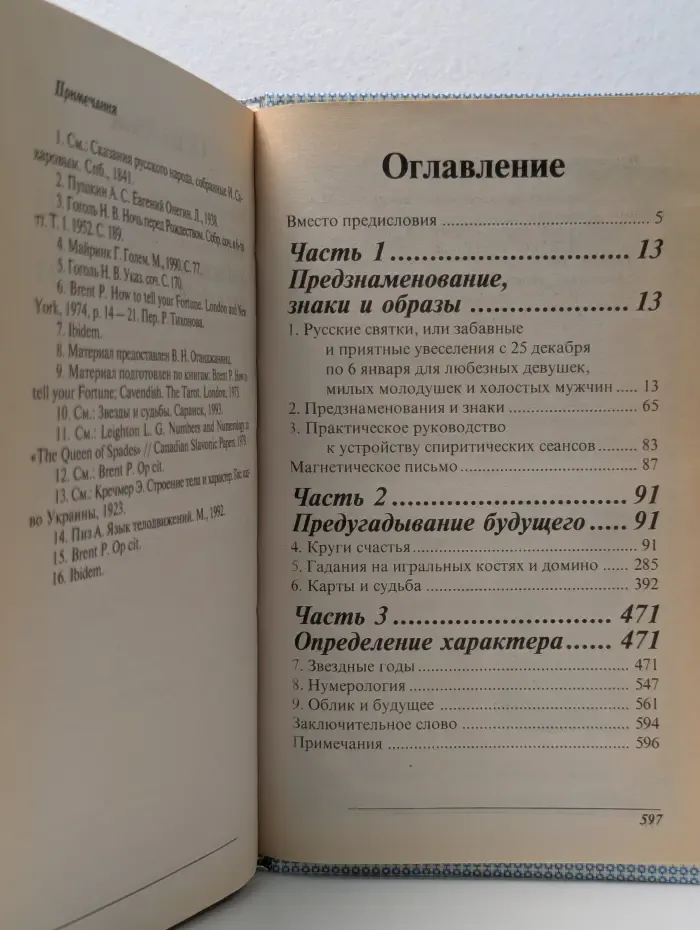 Примечания
1. См.: Сказания русского народа, собранные И. Са-
харовым. Спб., 1841.
2. Пушкин А. С. Евгений Онегин. Л., 1938.
3. Гоголь Н. В. Ночь перед Рождеством. Собр. соч. в 6-ти
тт. Т. 1. 1952. С. 189.
4. Майринк Г. Голем. М., 1990. С. 77.
5. Гоголь Н. В. Указ. соч. С. 170.
6. Brent P. How to tell your Fortune. London and New
York, 1974, p. 14—21. Пер. Р. Тихонова.
7. Ibidem.
8. Материал предоставлен В. Н. Оганджанянц.
9. Материал подготовлен по книгам: Brent P. How to
tell your Fortune; Cavendish. The Tarot. London, 1973.
10. См.: Звезды и судьбы. Саранск, 1993.
11. См.: Leighton L. G. Numbers and Numerology in
«The Queen of Spades» // Canadian Slavonic Papers. 1978.
12. См.: Brent P. Op cit.
13. См.: Кречмер Э. Строение тела и характер. Гос. изд-
во Украины, 1923.
14. Пиз А. Язык телодвижений. М., 1992.
15. Brent P. Op cit.
16. Ibidem.
Оглавление
Вместо предисловия ........ 5
Часть 1 ........ 13
Предзнаменование,
знаки и образы ........ 13
1. Русские святки, или забавные
и приятные увеселения с 25 декабря
по 6 января для любезных девушек,
милых молодушек и холостых мужчин ..... 13
2. Предзнаменования и знаки ........ 65
3. Практическое руководство
к устройству спиритических сеансов ........ 83
Магнетическое письмо ........ 87
Часть 2 ........ 91
Предугадывание будущего ..... 91
4. Круги счастья ........ 91
5. Гадания на игральных костях и домино ..... 285
6. Карты и судьба ........ 392
Часть 3 ........ 471
Определение характера ...... 471
7. Звездные годы ........ 471
8. Нумерология ........ 547
9. Облик и будущее ........ 561
Заключительное слово ........ 594
Примечания ........ 596
597